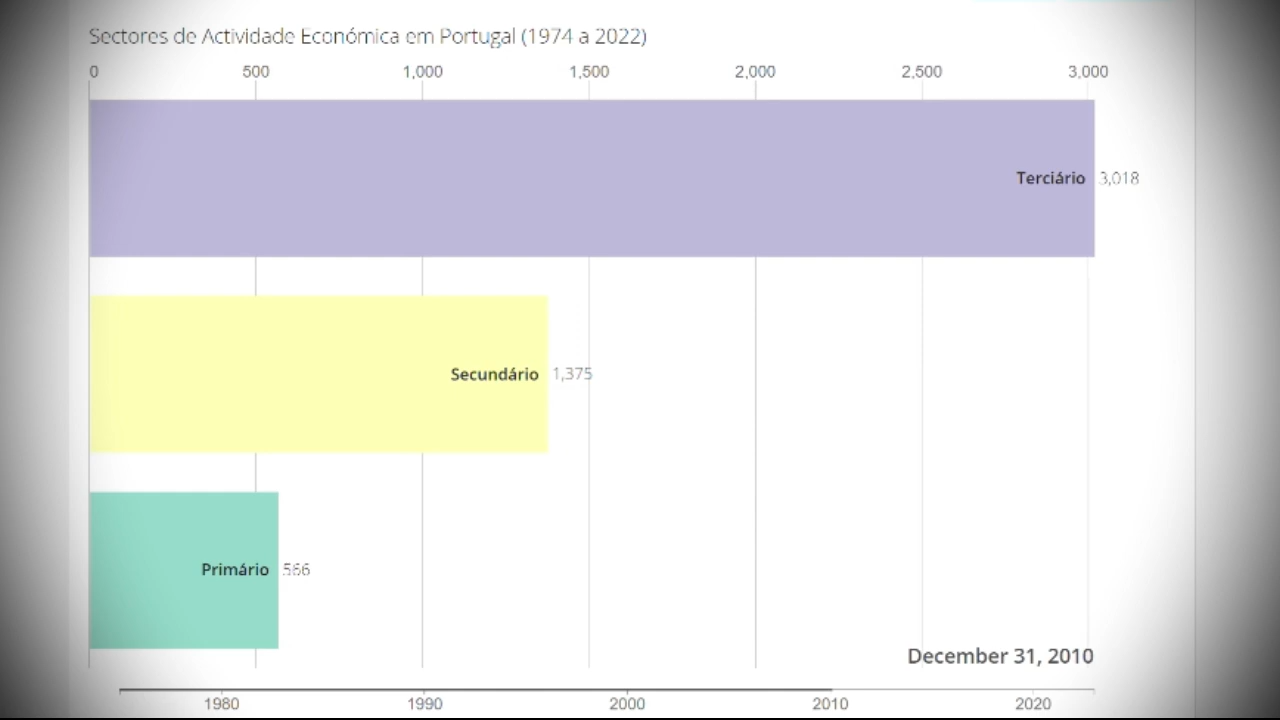 Sectores de Actividade Económica em Portugal (1974 a 2022)
0 500 1,000 1,500 2,000 2,500 3,000
Terciário 3,018
Secundário 1,375
Primário 566
December 31, 2010
1980 1990 2000 2010 2020